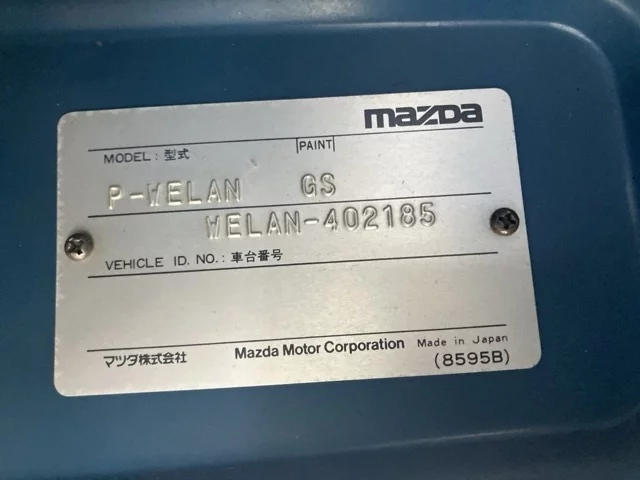 mazda
MODEL : 型式 PAINT
P-WELAN GS
WELAN-402185
VEHICLE ID. NO. : 車台番号
マツダ株式会社 Mazda Motor Corporation Made in Japan
(8595B)